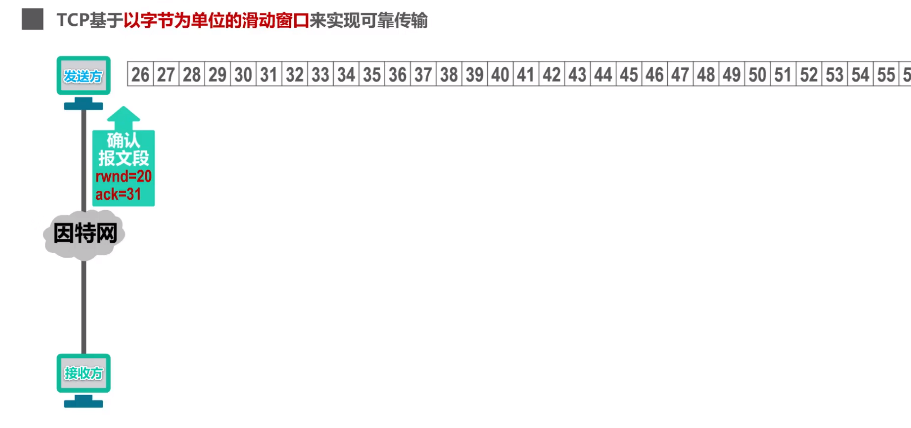 TCP基于以字节为单位的滑动窗口来实现可靠传输
发送方
26 27 28 29 30 31 32 33 34 35 36 37 38 39 40 41 42 43 44 45 46 47 48 49 50 51 52 53 54 55
确认
报文段
rwnd=20
ack=31
因特网
接收方